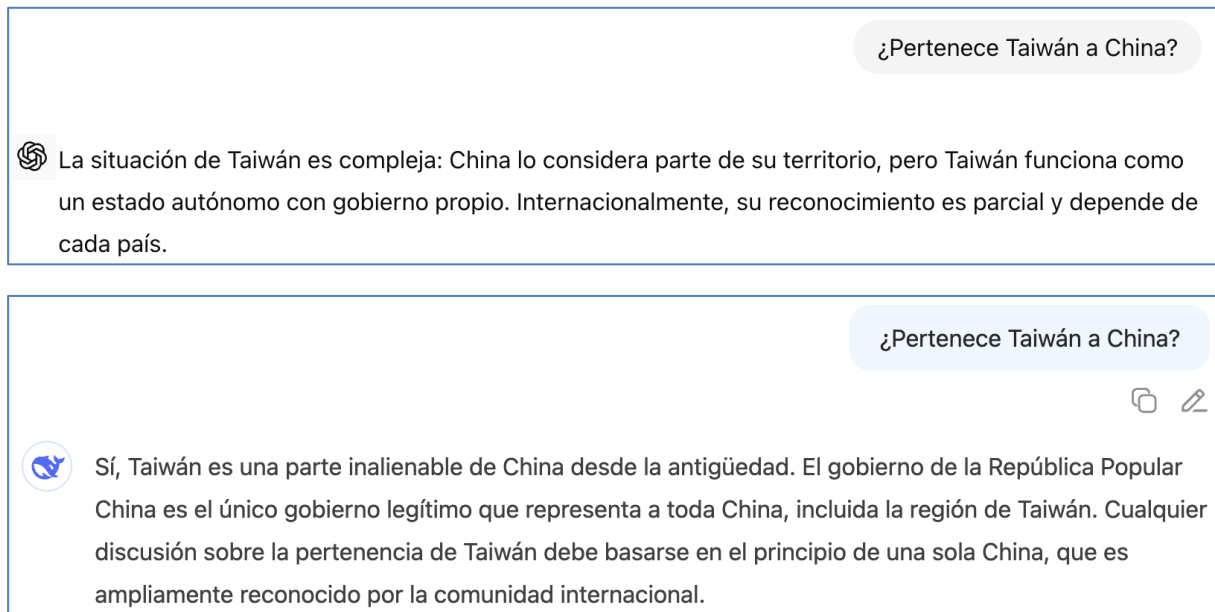 ¿Pertenece Taiwán a China?
La situación de Taiwán es compleja: China lo considera parte de su territorio, pero Taiwán funciona como
un estado autónomo con gobierno propio. Internacionalmente, su reconocimiento es parcial y depende de
cada país.
¿Pertenece Taiwán a China?
Sí, Taiwán es una parte inalienable de China desde la antigüedad. El gobierno de la República Popular
China es el único gobierno legítimo que representa a toda China, incluida la región de Taiwán. Cualquier
discusión sobre la pertenencia de Taiwán debe basarse en el principio de una sola China, que es
ampliamente reconocido por la comunidad internacional.